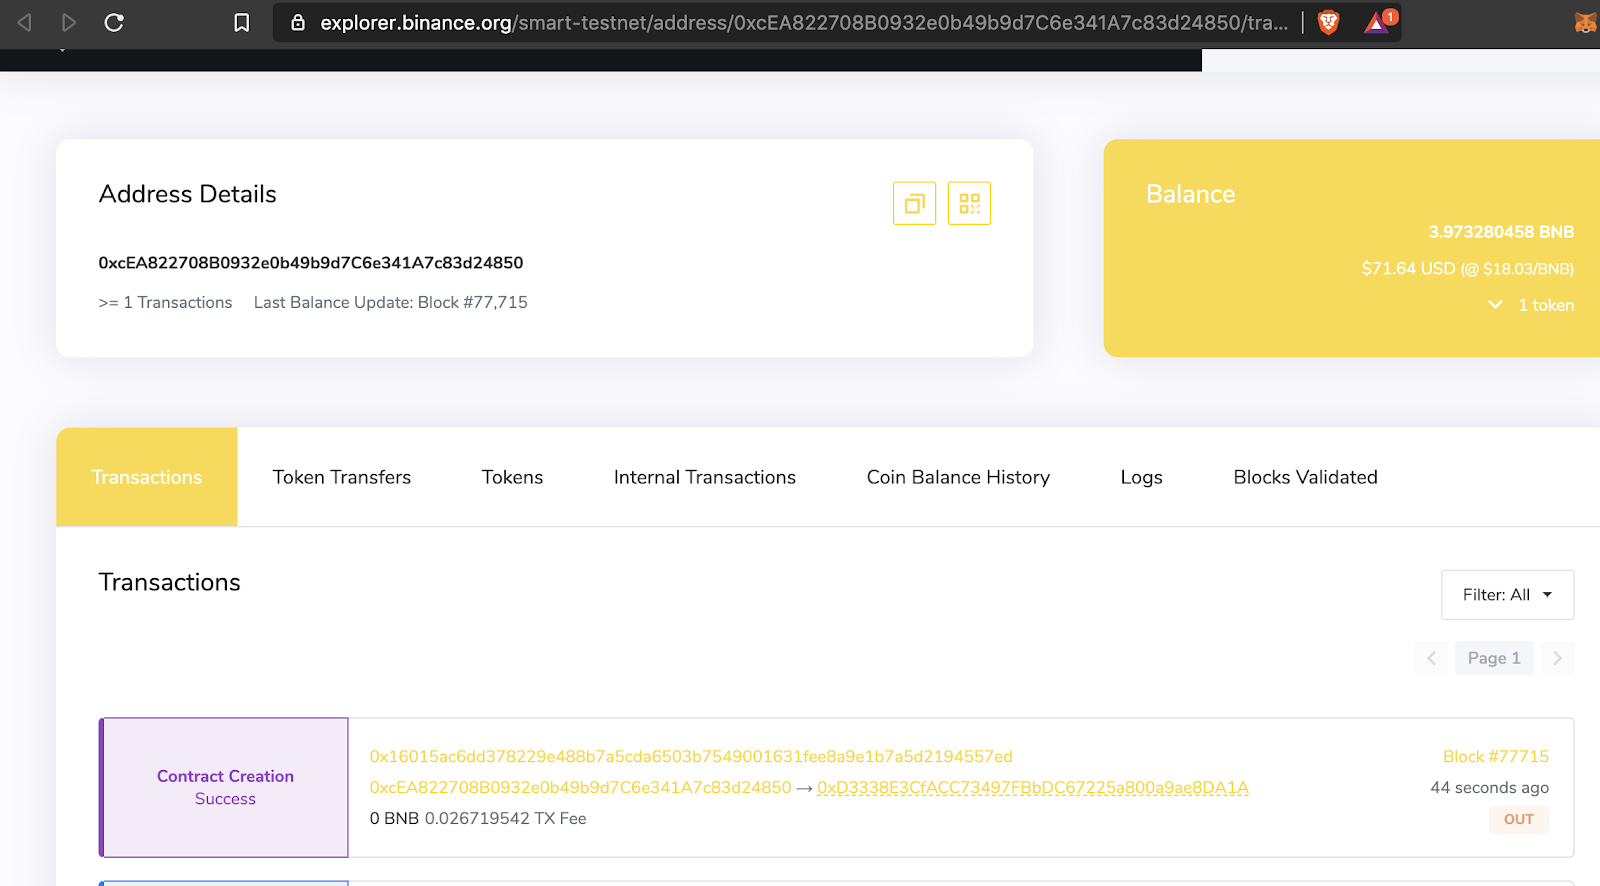 explorer.binance.org/smart-testnet/address/0xcEA822708B0932e0b49b9d7C6e341A7c83d24850/tra...
1
Address Details
0xcEA822708B0932e0b49b9d7C6e341A7c83d24850
>= 1 Transactions Last Balance Update: Block #77,715
Balance
3.973280458 BNB
$71.64 USD (@ $18.03/BNB)
1 token
Transactions Token Transfers Tokens Internal Transactions Coin Balance History Logs Blocks Validated
Transactions
Filter: All
Page 1
Contract Creation
Success
0x16015ac6dd378229e488b7a5cda6503b7549001631fee8a9e1b7a5d2194557ed
0xcEA822708B0932e0b49b9d7C6e341A7c83d24850 → 0xD3338E3CfACC73497FBbDC67225a800a9ae8DA1A
0 BNB 0.026719542 TX Fee
Block #77715
44 seconds ago
OUT